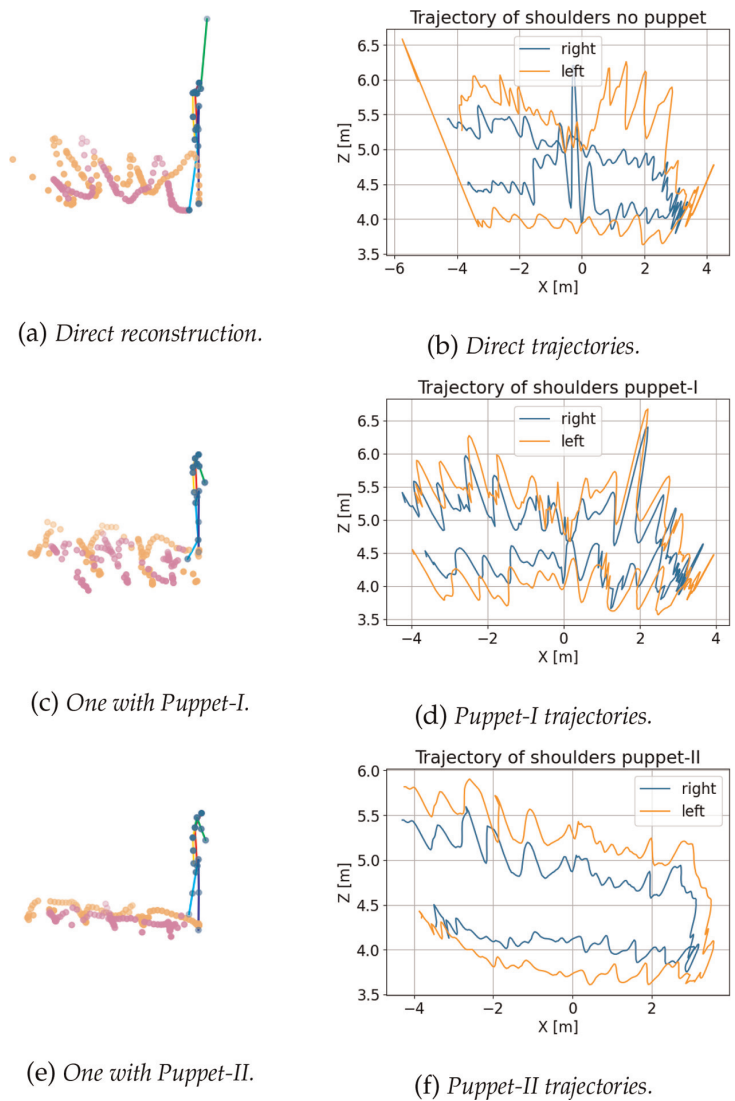 Trajectory of shoulders no puppet
right
left
6.5
6.0
5.5
5.0
4.5
4.0
3.5
Z [m]
−6 −4 −2 0 2 4
X [m]
(a) Direct reconstruction.
(b) Direct trajectories.
Trajectory of shoulders puppet-I
right
left
6.5
6.0
5.5
5.0
4.5
4.0
3.5
Z [m]
−4 −2 0 2 4
X [m]
(c) One with Puppet-I.
(d) Puppet-I trajectories.
Trajectory of shoulders puppet-II
right
left
6.0
5.5
5.0
4.5
4.0
3.5
Z [m]
−4 −2 0 2
X [m]
(e) One with Puppet-II.
(f) Puppet-II trajectories.